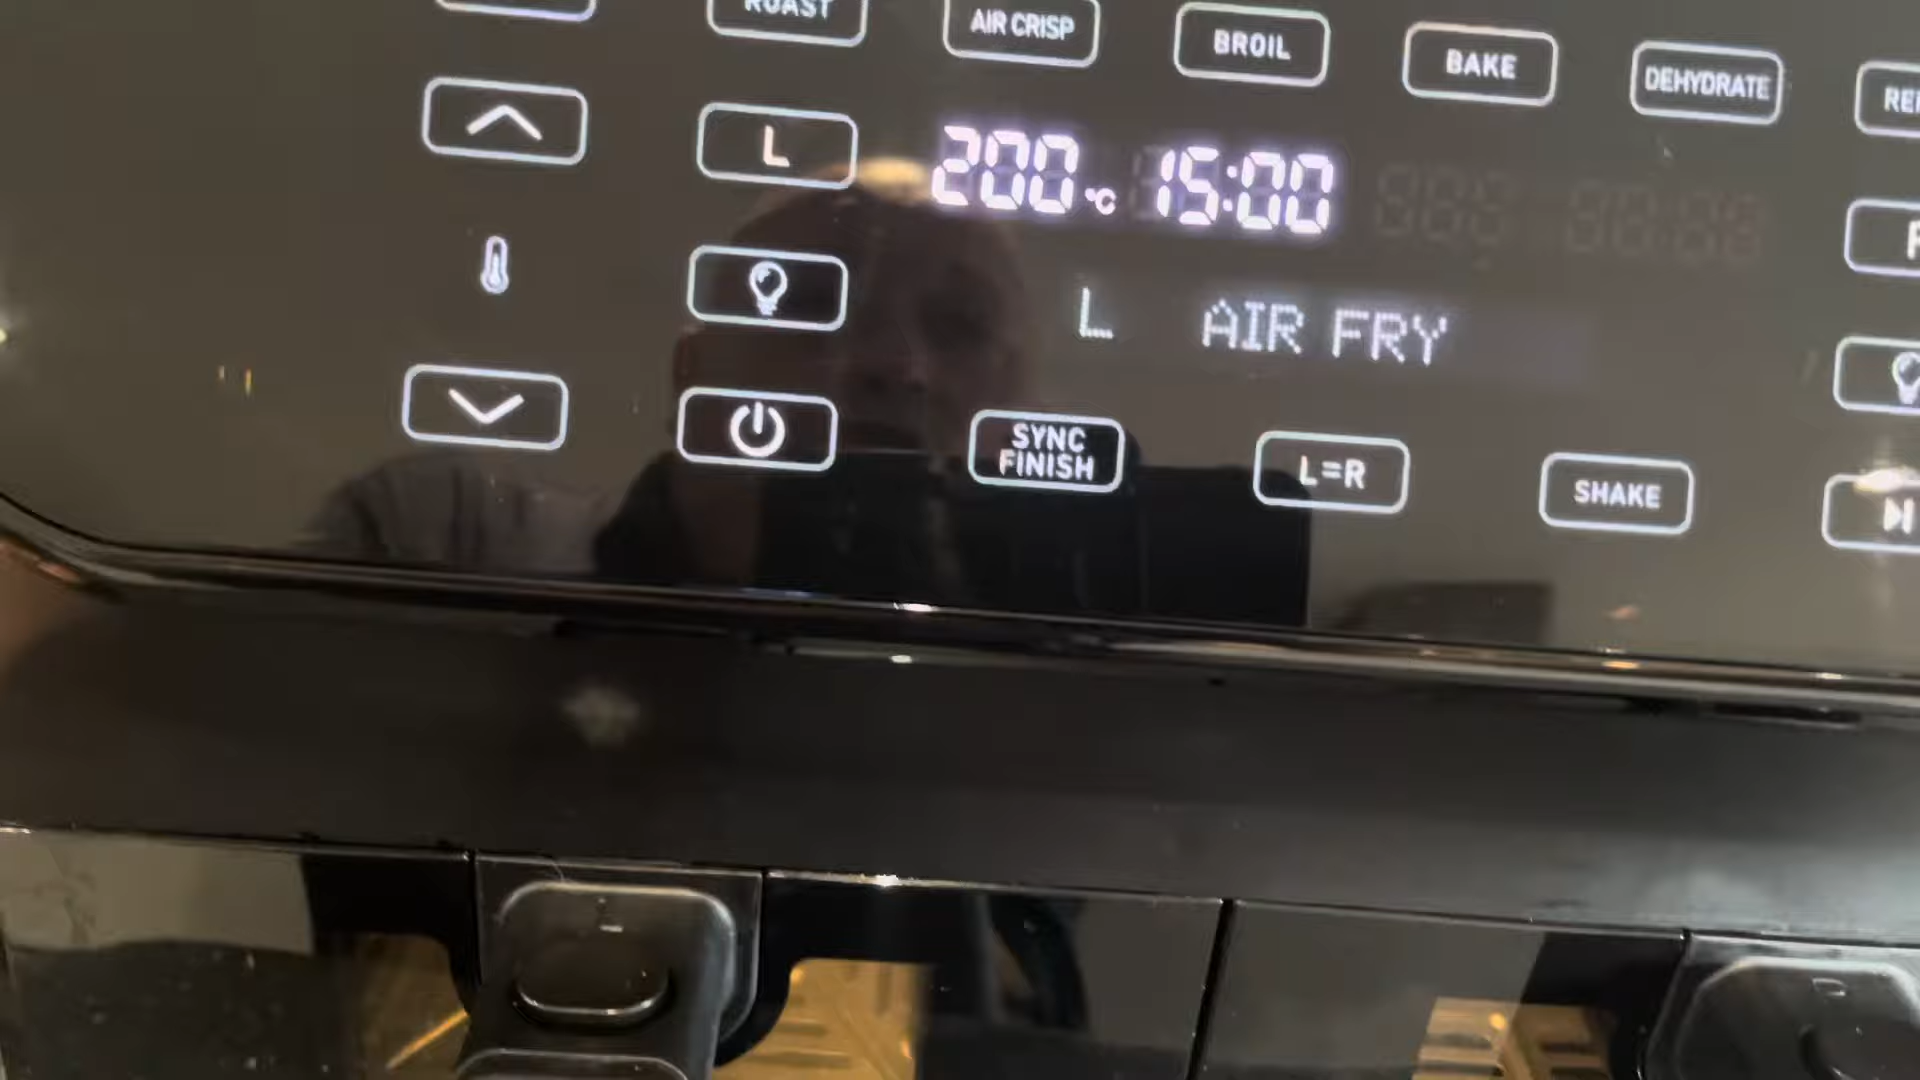 ROAST
AIR CRISP
BROIL
BAKE
DEHYDRATE
L
200°C 15:00
L AIR FRY
SYNC
FINISH
L=R
SHAKE
L